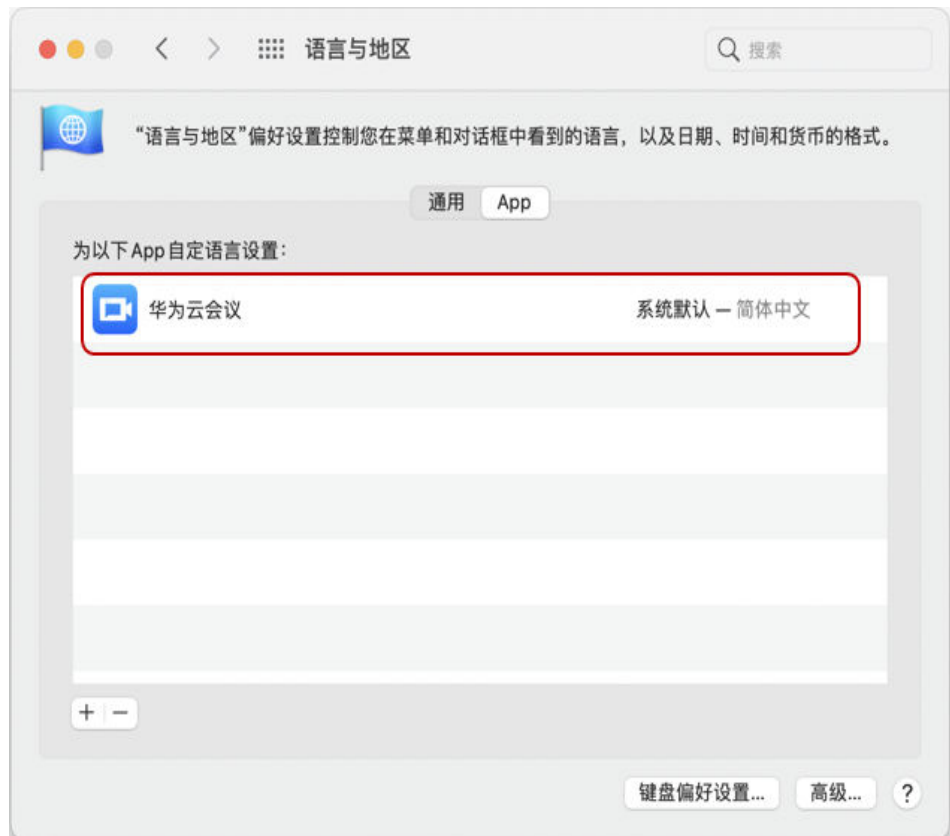 语言与地区
搜索
“语言与地区”偏好设置控制您在菜单和对话框中看到的语言，以及日期、时间和货币的格式。
通用 App
为以下App自定语言设置：
华为云会议 系统默认 — 简体中文
+ −
键盘偏好设置... 高级... ?